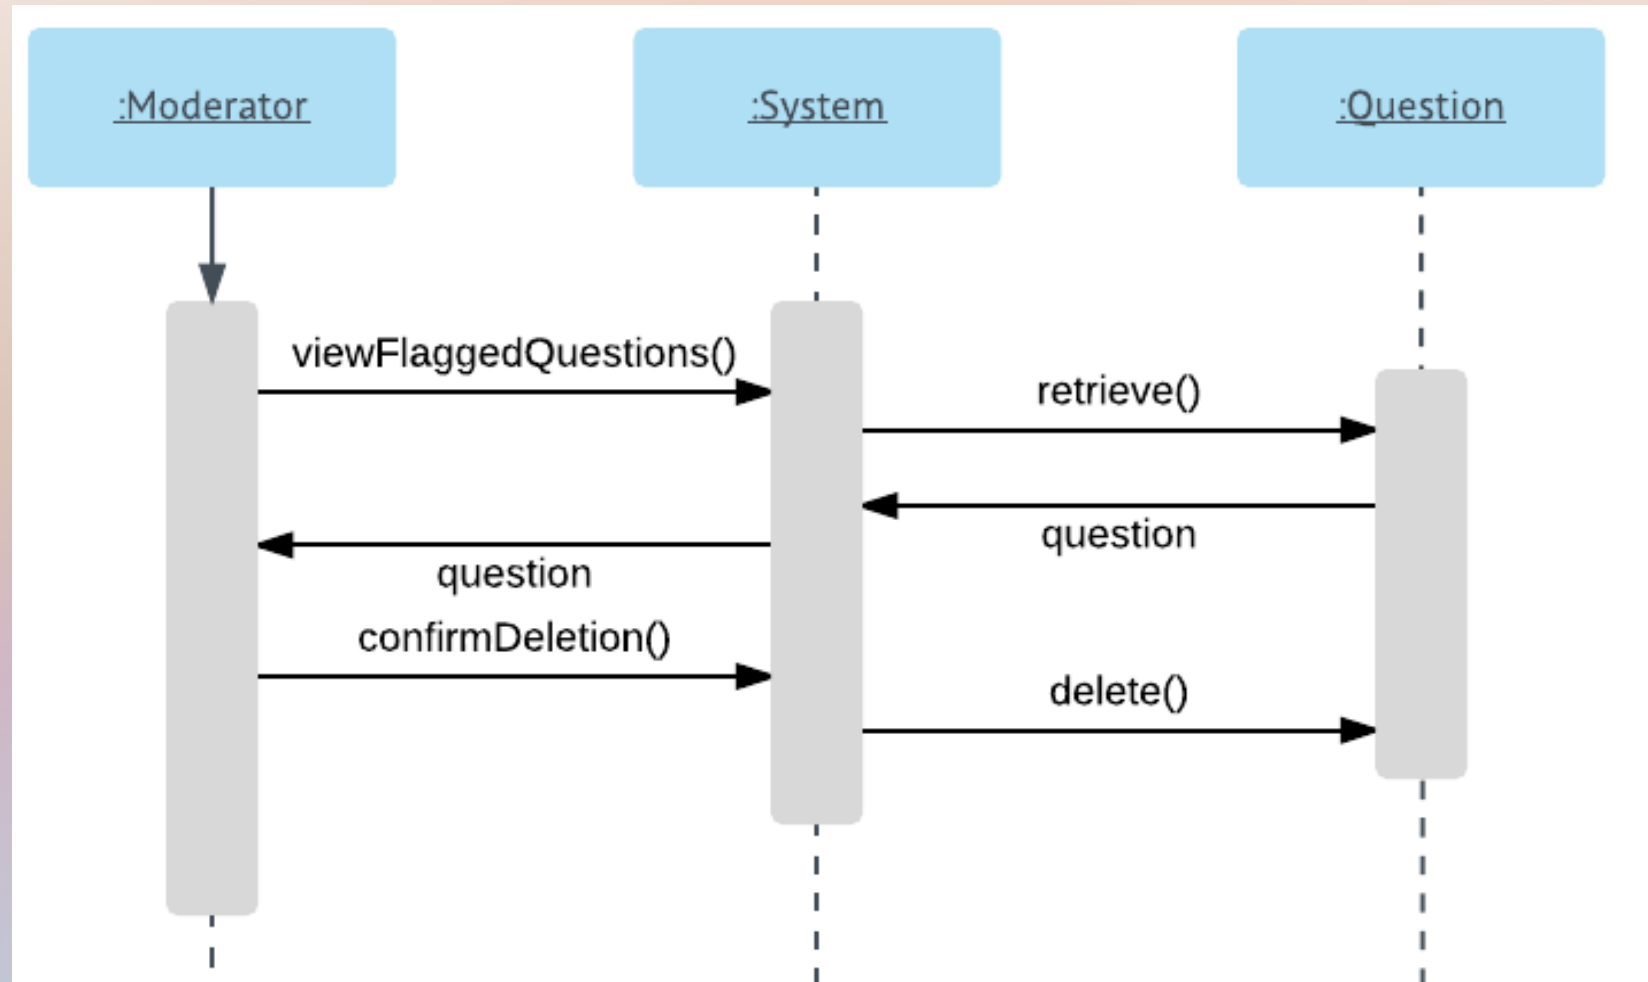 :Moderator
:System
:Question
viewFlaggedQuestions()
retrieve()
question
question
confirmDeletion()
delete()